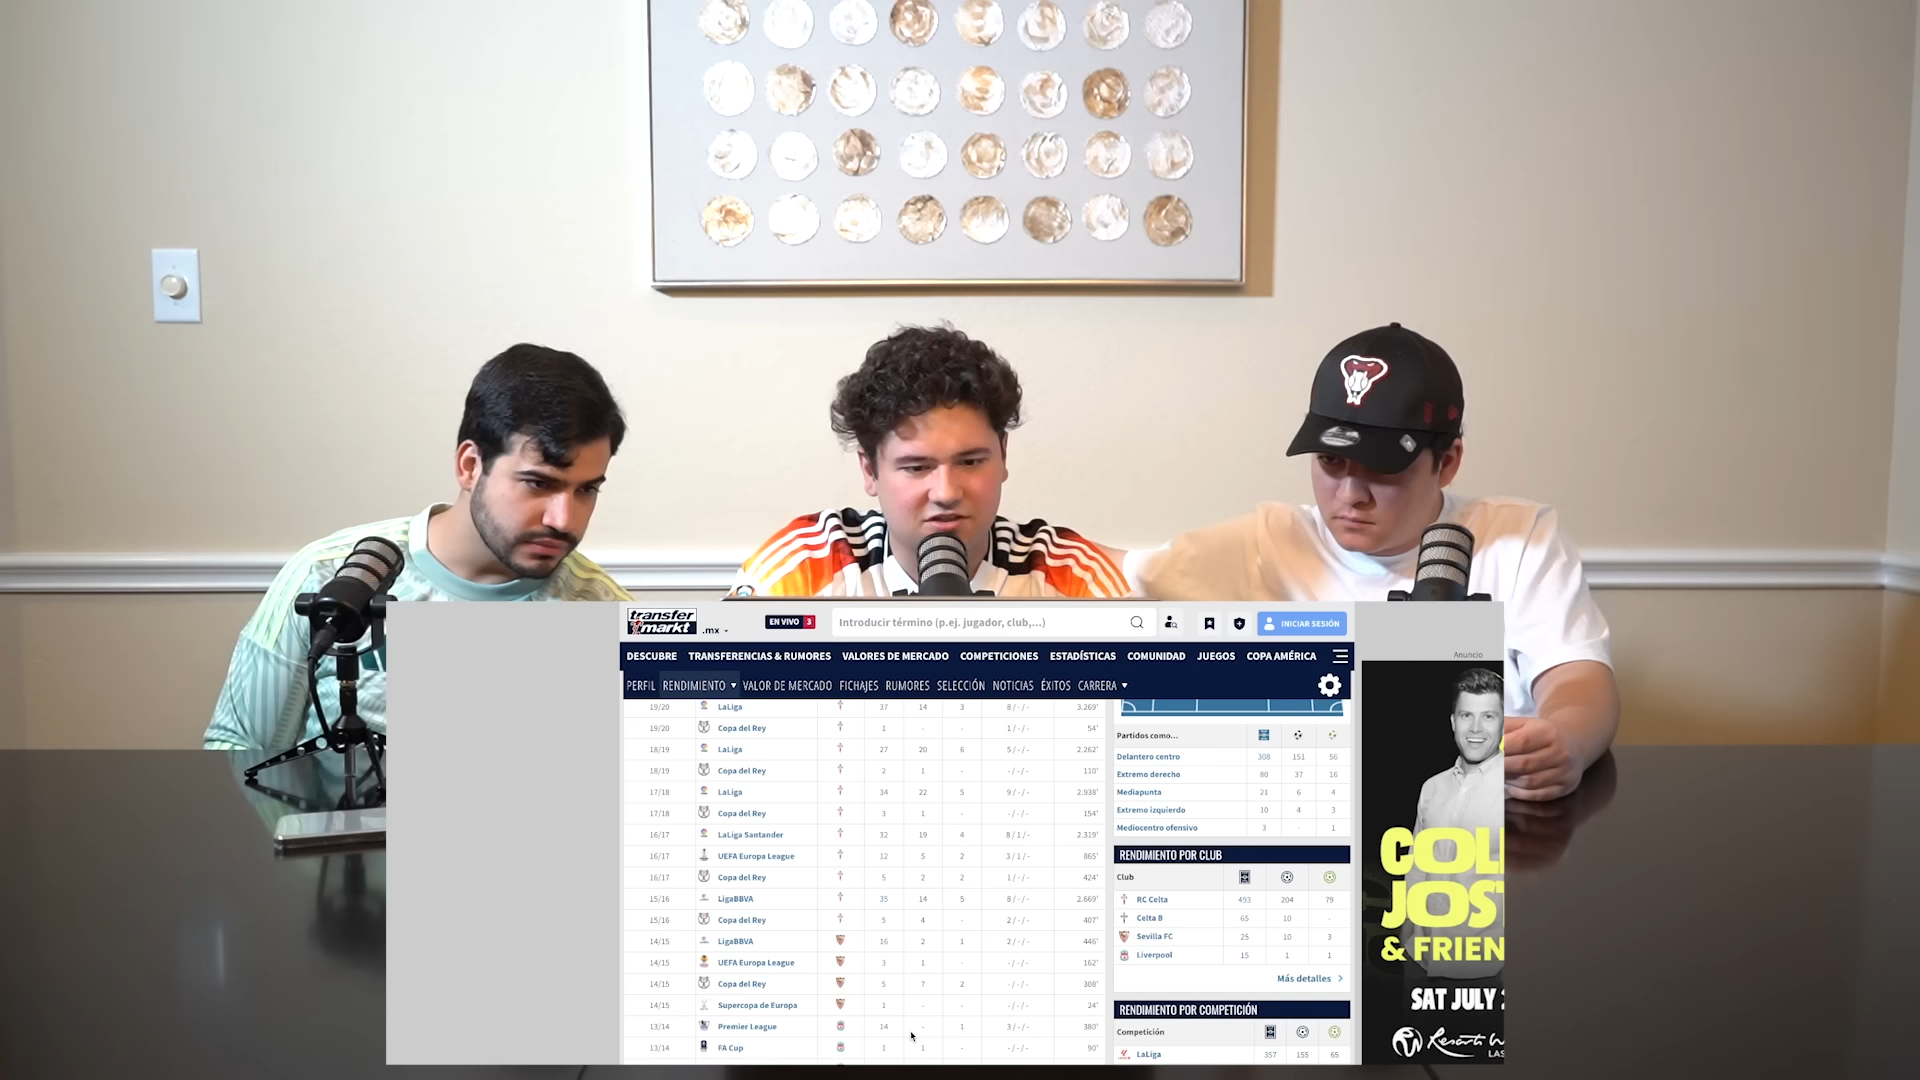 transfer markt .mx
EN VIVO 3
Introducir término (p.ej. jugador, club,...)
INICIAR SESIÓN
DESCUBRE TRANSFERENCIAS & RUMORES VALORES DE MERCADO COMPETICIONES ESTADÍSTICAS COMUNIDAD JUEGOS COPA AMÉRICA
PERFIL RENDIMIENTO VALOR DE MERCADO FICHAJES RUMORES SELECCIÓN NOTICIAS ÉXITOS CARRERA
19/20 LaLiga 37 14 3 8 / - / - 3.269'
19/20 Copa del Rey 1 - - 1 / - / - 54'
18/19 LaLiga 27 20 6 5 / - / - 2.262'
18/19 Copa del Rey 2 1 - - / - / - 110'
17/18 LaLiga 34 22 5 9 / - / - 2.938'
17/18 Copa del Rey 3 1 - - / - / - 154'
16/17 LaLiga Santander 32 19 4 8 / 1 / - 2.319'
16/17 UEFA Europa League 12 5 2 3 / 1 / - 865'
16/17 Copa del Rey 5 2 2 1 / - / - 424'
15/16 LigaBBVA 35 14 5 8 / - / - 2.669'
15/16 Copa del Rey 5 4 - 2 / - / - 407'
14/15 LigaBBVA 16 2 1 - / - / - 446'
14/15 UEFA Europa League 3 1 - - / - / - 162'
14/15 Copa del Rey 5 7 2 - / - / - 308'
14/15 Supercopa de Europa 1 - - - / - / - 24'
13/14 Premier League 14 - 1 3 / - / - 380'
13/14 FA Cup 1 1 - - / - / - 90'
Partidos como...
Delantero centro 308 151 56
Extremo derecho 80 37 16
Mediapunta 21 6 4
Extremo izquierdo 10 4 3
Mediocentro ofensivo 3 - 1
RENDIMIENTO POR CLUB
Club
RC Celta 493 204 79
Celta B 65 10 -
Sevilla FC 25 10 3
Liverpool 15 1 1
Más detalles
RENDIMIENTO POR COMPETICIÓN
Competición
LaLiga 357 155 65
Anuncio
COL
JOS
& FRIEN
SAT JULY
Resorts W
LAS